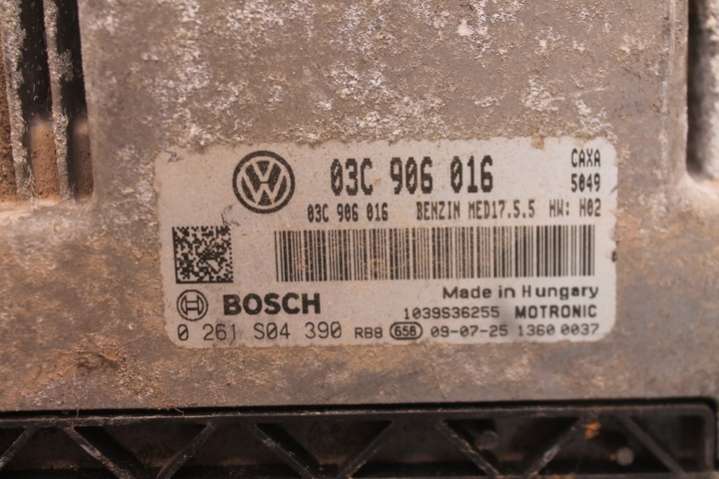 03C 906 016 CAXA
5049
03C 906 016 BENZIN MED17.5.5 HW: H02
BOSCH Made in Hungary
1039S36255 MOTRONIC
0 261 S04 390 RB8 656 09-07-25 1360 0037